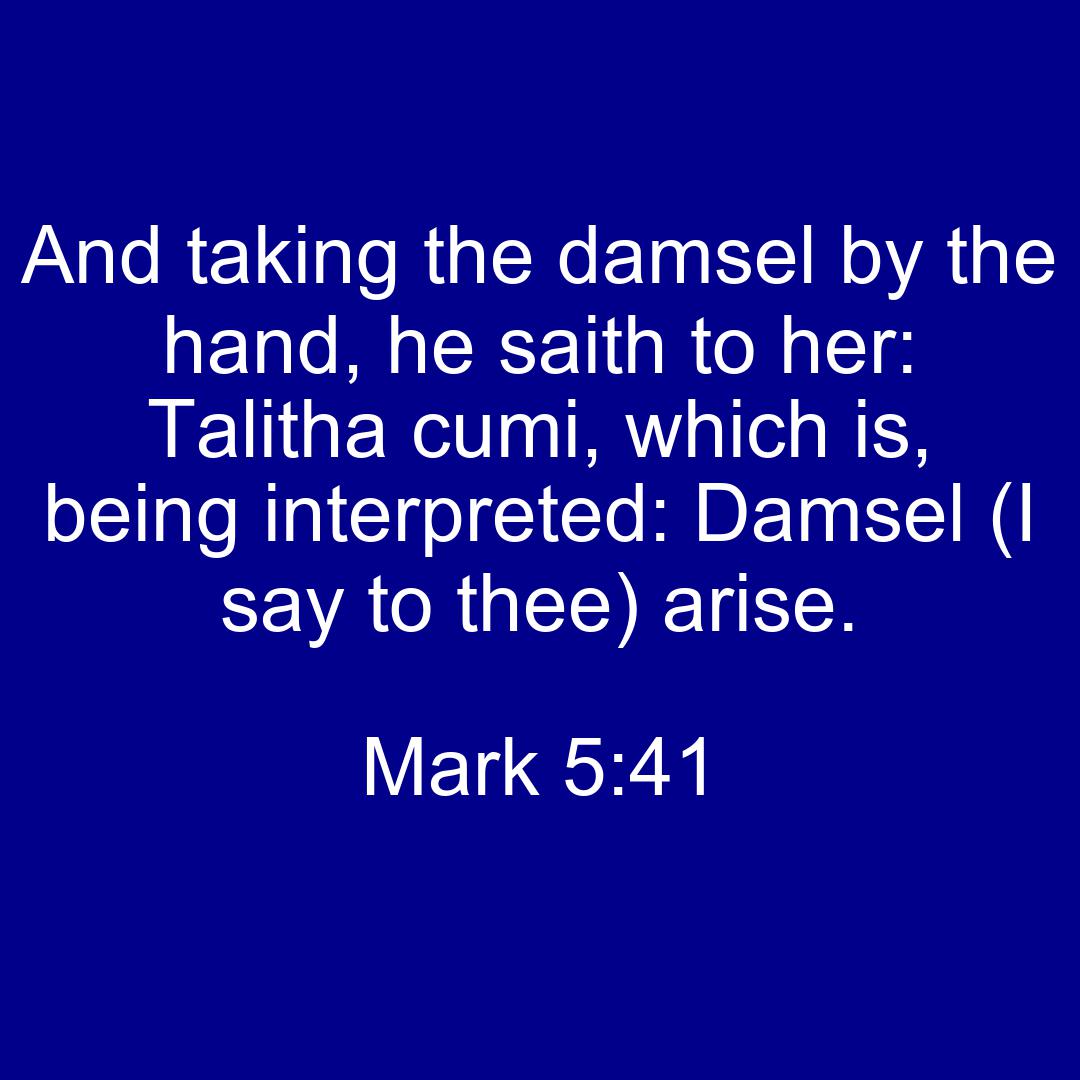 And taking the damsel by the
hand, he saith to her:
Talitha cumi, which is,
being interpreted: Damsel (I
say to thee) arise.
Mark 5:41